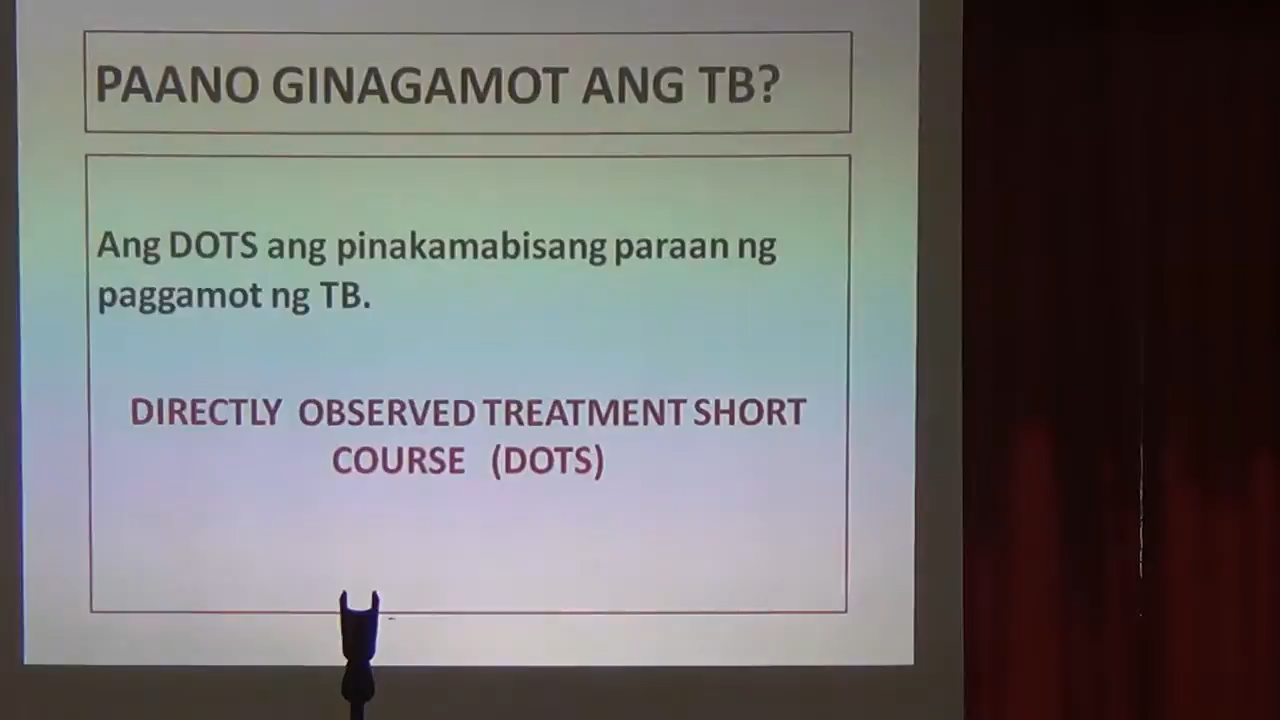 PAANO GINAGAMOT ANG TB?
Ang DOTS ang pinakamabisang paraan ng
paggamot ng TB.
DIRECTLY OBSERVED TREATMENT SHORT
COURSE (DOTS)